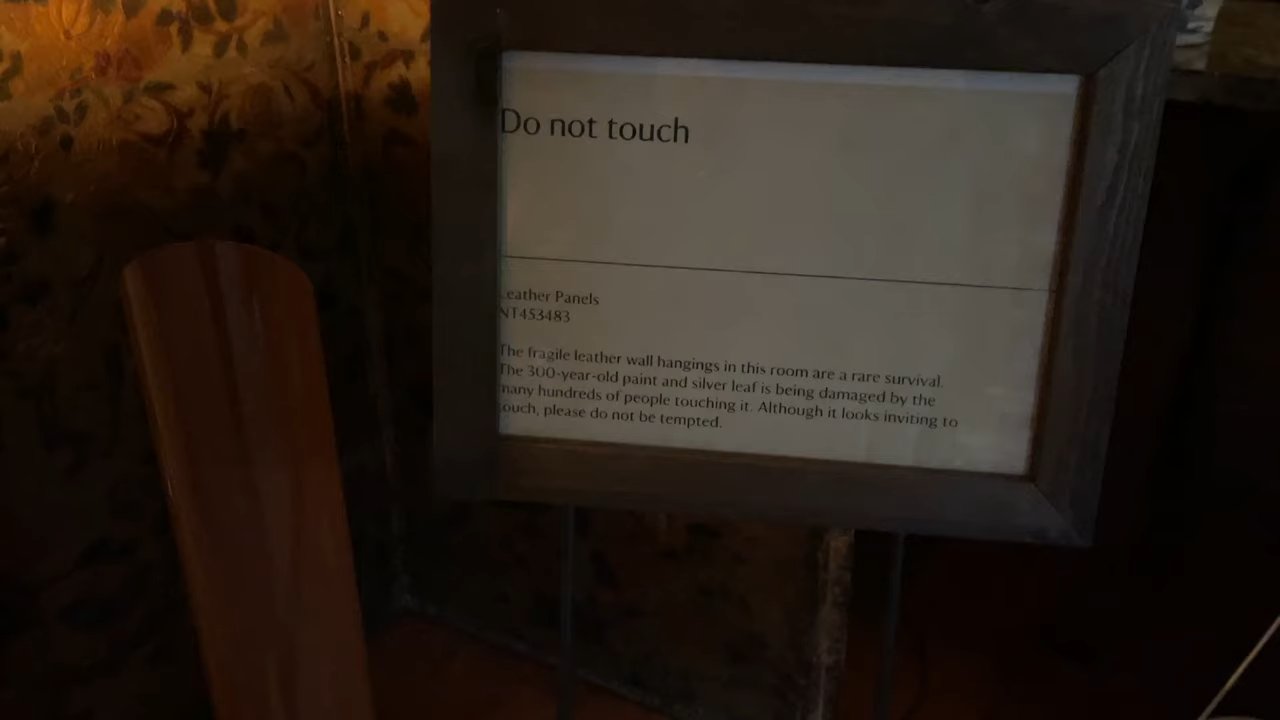 Do not touch
Leather Panels
NT453483
The fragile leather wall hangings in this room are a rare survival.
The 300-year-old paint and silver leaf is being damaged by the
many hundreds of people touching it. Although it looks inviting to
touch, please do not be tempted.